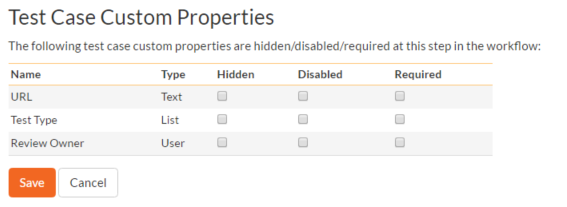 Test Case Custom Properties
The following test case custom properties are hidden/disabled/required at this step in the workflow:
Name Type Hidden Disabled Required
URL Text
Test Type List
Review Owner User
Save Cancel